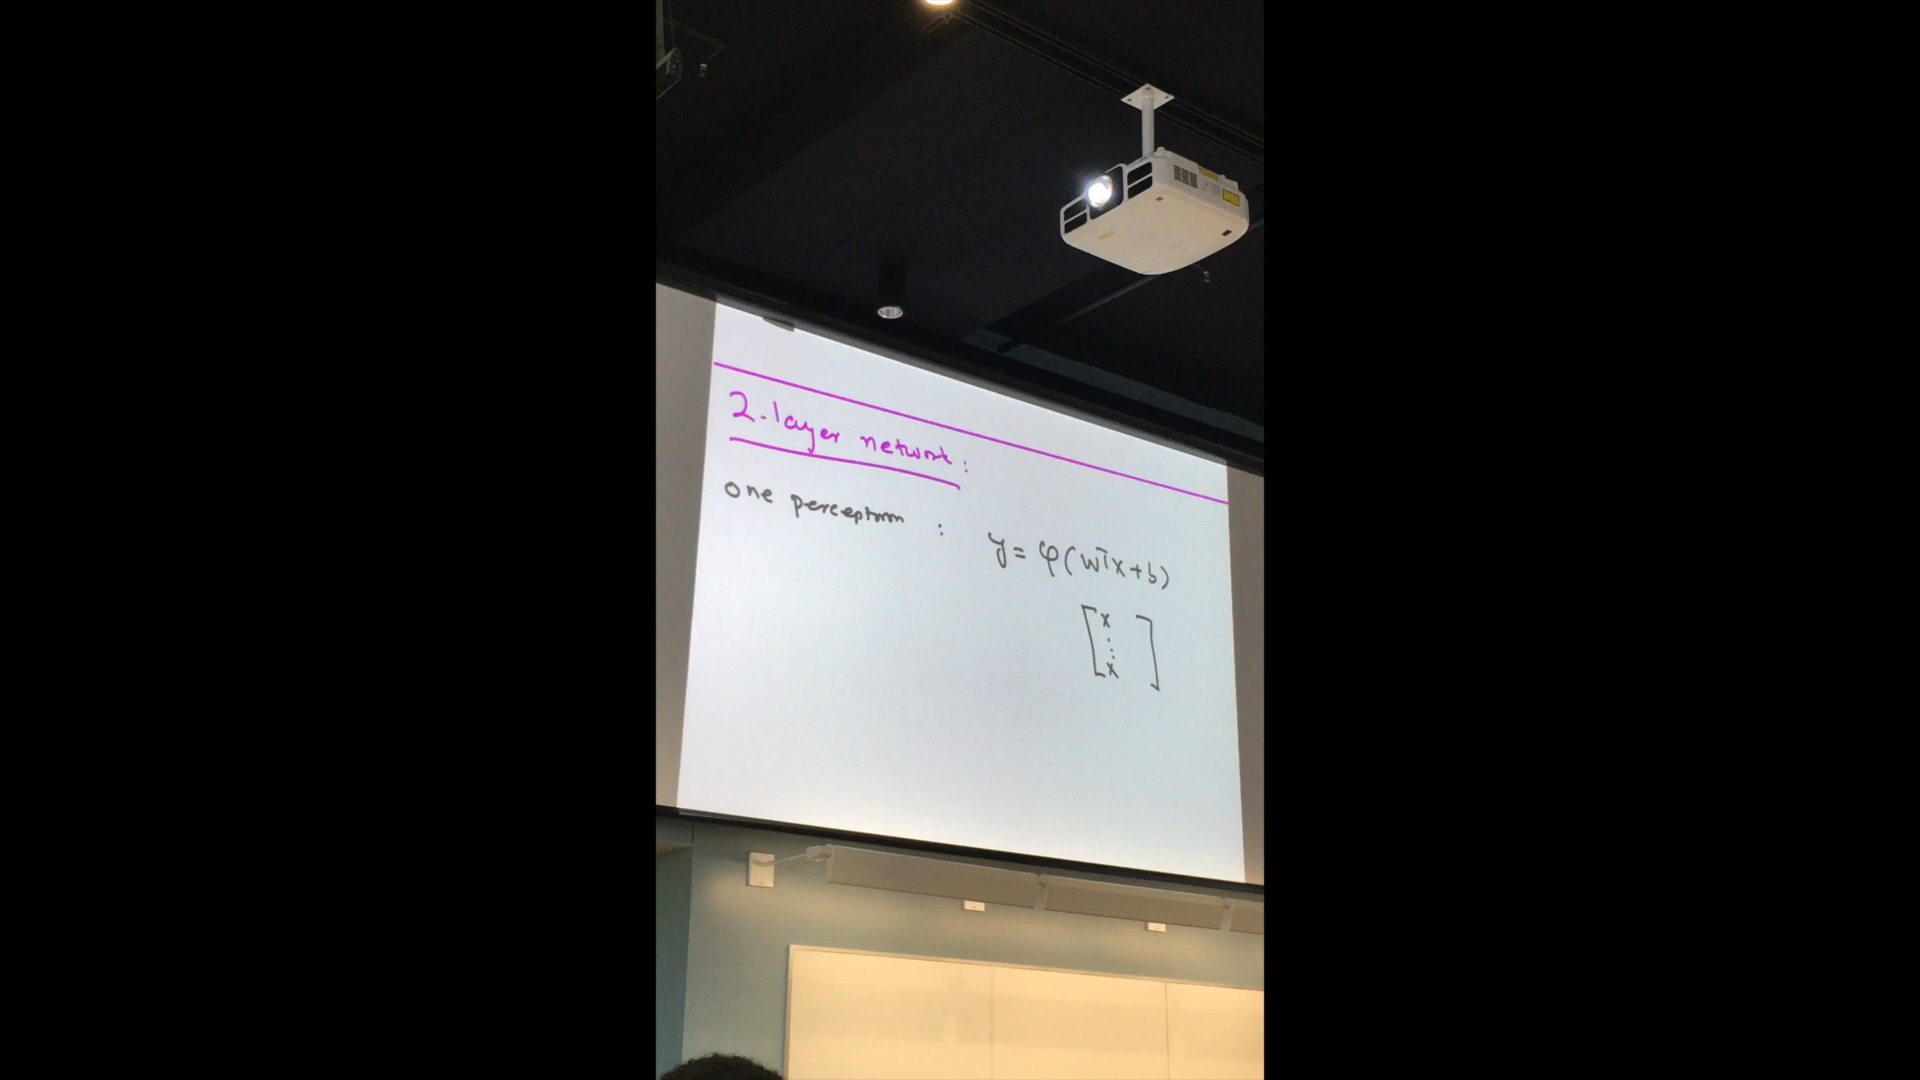 2-layer network:
one perceptron : y = φ(wᵀx+b)
[x
⋮
x ]